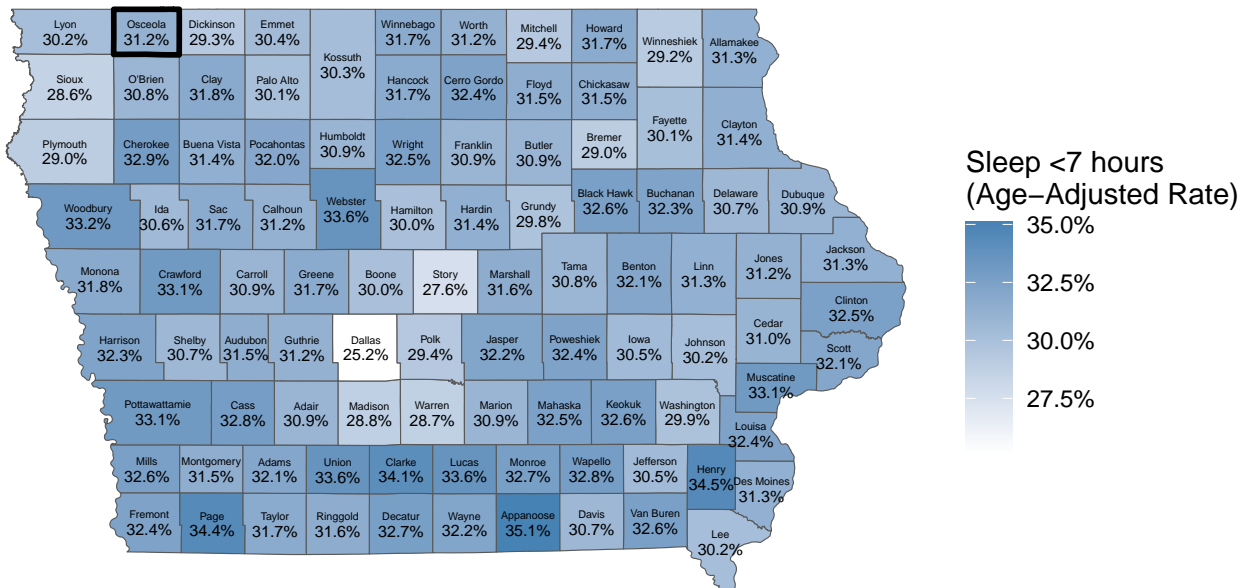 Lyon
30.2%
Osceola
31.2%
Dickinson
29.3%
Emmet
30.4%
Kossuth
30.3%
Winnebago
31.7%
Worth
31.2%
Mitchell
29.4%
Howard
31.7%
Winneshiek
29.2%
Allamakee
31.3%
Sioux
28.6%
O'Brien
30.8%
Clay
31.8%
Palo Alto
30.1%
Hancock
31.7%
Cerro Gordo
32.4%
Floyd
31.5%
Chickasaw
31.5%
Fayette
30.1%
Clayton
31.4%
Plymouth
29.0%
Cherokee
32.9%
Buena Vista
31.4%
Pocahontas
32.0%
Humboldt
30.9%
Wright
32.5%
Franklin
30.9%
Butler
30.9%
Bremer
29.0%
Woodbury
33.2%
Ida
30.6%
Sac
31.7%
Calhoun
31.2%
Webster
33.6%
Hamilton
30.0%
Hardin
31.4%
Grundy
29.8%
Black Hawk
32.6%
Buchanan
32.3%
Delaware
30.7%
Dubuque
30.9%
Monona
31.8%
Crawford
33.1%
Carroll
30.9%
Greene
31.7%
Boone
30.0%
Story
27.6%
Marshall
31.6%
Tama
30.8%
Benton
32.1%
Linn
31.3%
Jones
31.2%
Jackson
31.3%
Clinton
32.5%
Harrison
32.3%
Shelby
30.7%
Audubon
31.5%
Guthrie
31.2%
Dallas
25.2%
Polk
29.4%
Jasper
32.2%
Poweshiek
32.4%
Iowa
30.5%
Johnson
30.2%
Cedar
31.0%
Scott
32.1%
Muscatine
33.1%
Pottawattamie
33.1%
Cass
32.8%
Adair
30.9%
Madison
28.8%
Warren
28.7%
Marion
30.9%
Mahaska
32.5%
Keokuk
32.6%
Washington
29.9%
Louisa
32.4%
Mills
32.6%
Montgomery
31.5%
Adams
32.1%
Union
33.6%
Clarke
34.1%
Lucas
33.6%
Monroe
32.7%
Wapello
32.8%
Jefferson
30.5%
Henry
34.5%
Des Moines
31.3%
Fremont
32.4%
Page
34.4%
Taylor
31.7%
Ringgold
31.6%
Decatur
32.7%
Wayne
32.2%
Appanoose
35.1%
Davis
30.7%
Van Buren
32.6%
Lee
30.2%
Sleep <7 hours
(Age−Adjusted Rate)
35.0%
32.5%
30.0%
27.5%